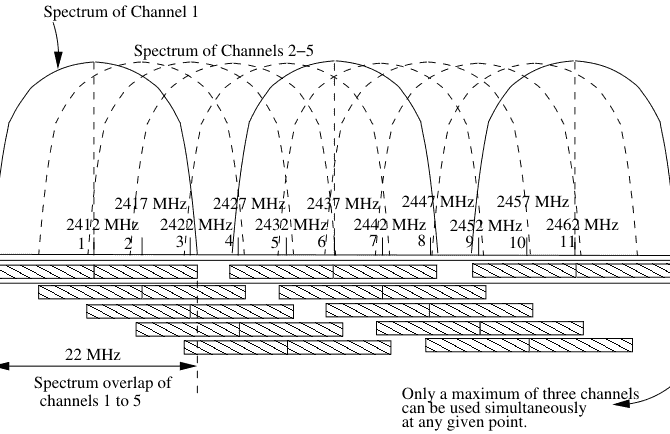 Spectrum of Channel 1
Spectrum of Channels 2−5
2417 MHz
2427 MHz
2437 MHz
2447 MHz
2457 MHz
2412 MHz
2422 MHz
2432 MHz
2442 MHz
2452 MHz
2462 MHz
1 2 3 4 5 6 7 8 9 10 11
22 MHz
Spectrum overlap of
channels 1 to 5
Only a maximum of three channels
can be used simultaneously
at any given point.